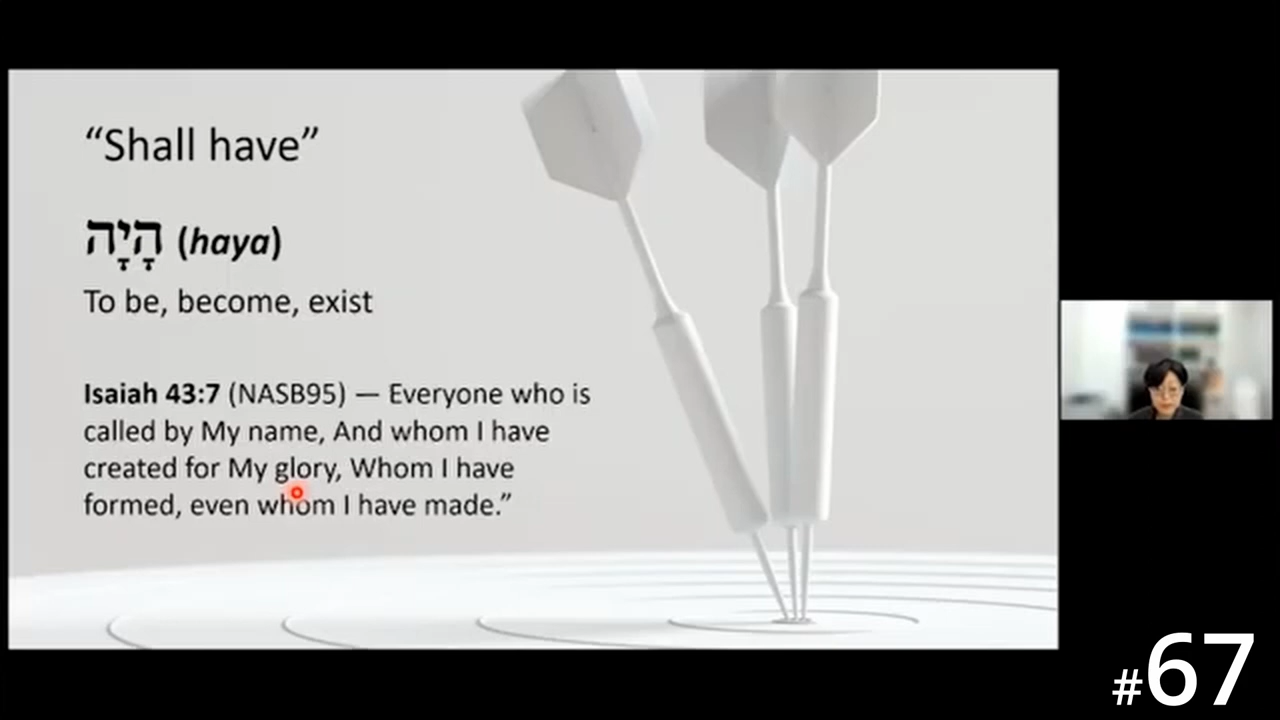 “Shall have”
הָיָה (haya)
To be, become, exist
Isaiah 43:7 (NASB95) — Everyone who is
called by My name, And whom I have
created for My glory, Whom I have
formed, even whom I have made.”
#67